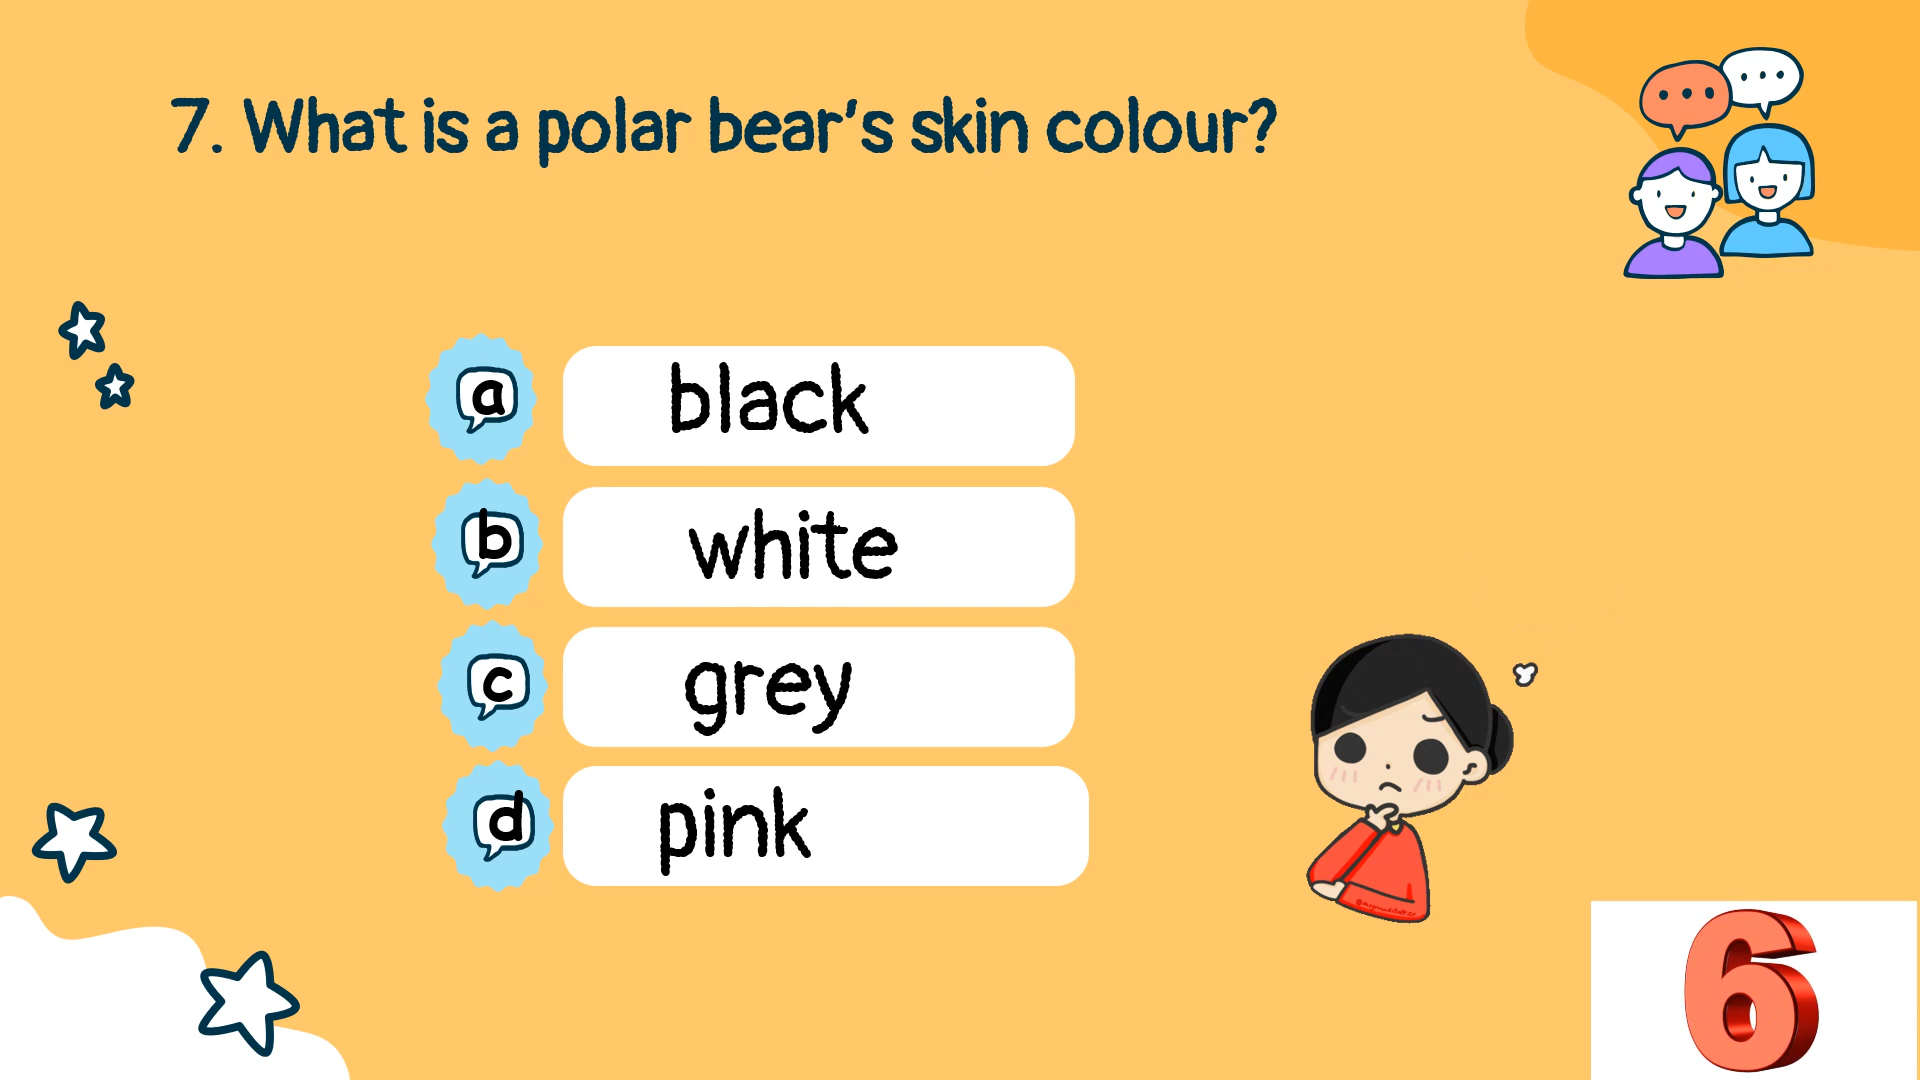 7. What is a polar bear's skin colour?
a black
b white
c grey
d pink
6